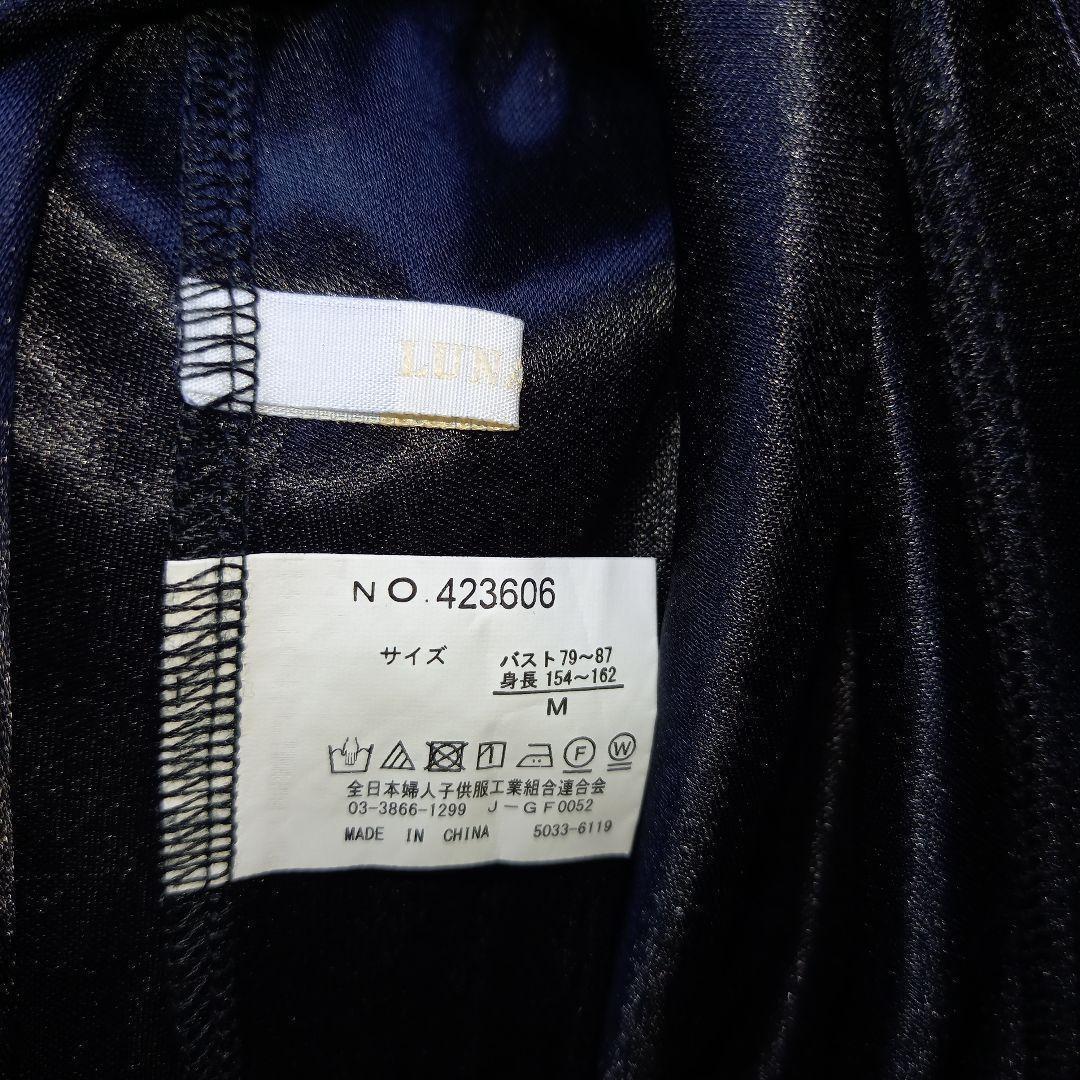 LUN
NO.423606
サイズ
バスト79～87
身長 154～162
M
F W
全日本婦人子供服工業組合連合会
03-3866-1299 J-GF0052
MADE IN CHINA 5033-6119